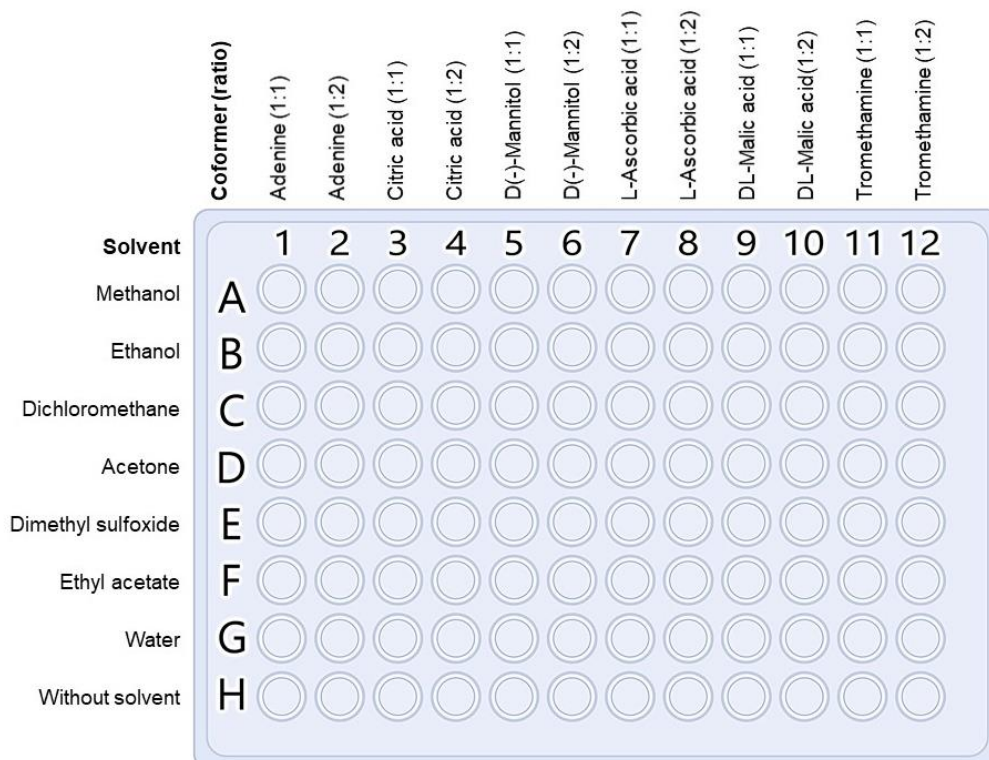 Coformer (ratio)
Adenine (1:1)
Adenine (1:2)
Citric acid (1:1)
Citric acid (1:2)
D(-)-Mannitol (1:1)
D(-)-Mannitol (1:2)
L-Ascorbic acid (1:1)
L-Ascorbic acid (1:2)
DL-Malic acid (1:1)
DL-Malic acid(1:2)
Tromethamine (1:1)
Tromethamine (1:2)
Solvent 1 2 3 4 5 6 7 8 9 10 11 12
Methanol A
Ethanol B
Dichloromethane C
Acetone D
Dimethyl sulfoxide E
Ethyl acetate F
Water G
Without solvent H